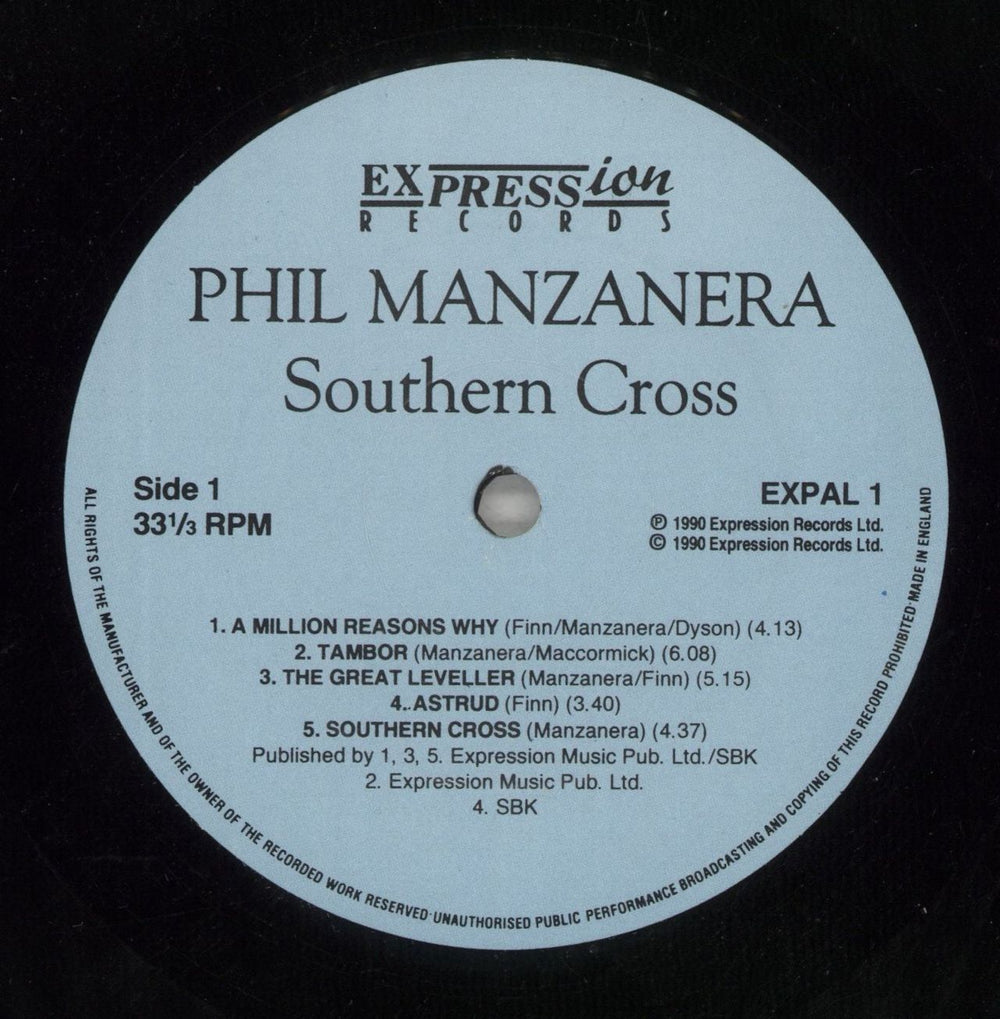 EXPRESSion
RECORDS
PHIL MANZANERA
Southern Cross
Side 1
33 1/3 RPM
EXPAL 1
℗ 1990 Expression Records Ltd.
© 1990 Expression Records Ltd.
1. A MILLION REASONS WHY (Finn/Manzanera/Dyson) (4.13)
2. TAMBOR (Manzanera/Maccormick) (6.08)
3. THE GREAT LEVELLER (Manzanera/Finn) (5.15)
4..ASTRUD (Finn) (3.40)
5. SOUTHERN CROSS (Manzanera) (4.37)
Published by 1, 3, 5. Expression Music Pub. Ltd./SBK
2. Expression Music Pub. Ltd.
4. SBK
ALL RIGHTS OF THE MANUFACTURER AND OF THE OWNER OF THE RECORDED WORK RESERVED·UNAUTHORISED PUBLIC PERFORMANCE BROADCASTING AND COPYING OF THIS RECORD PROHIBITED·MADE IN ENGLAND